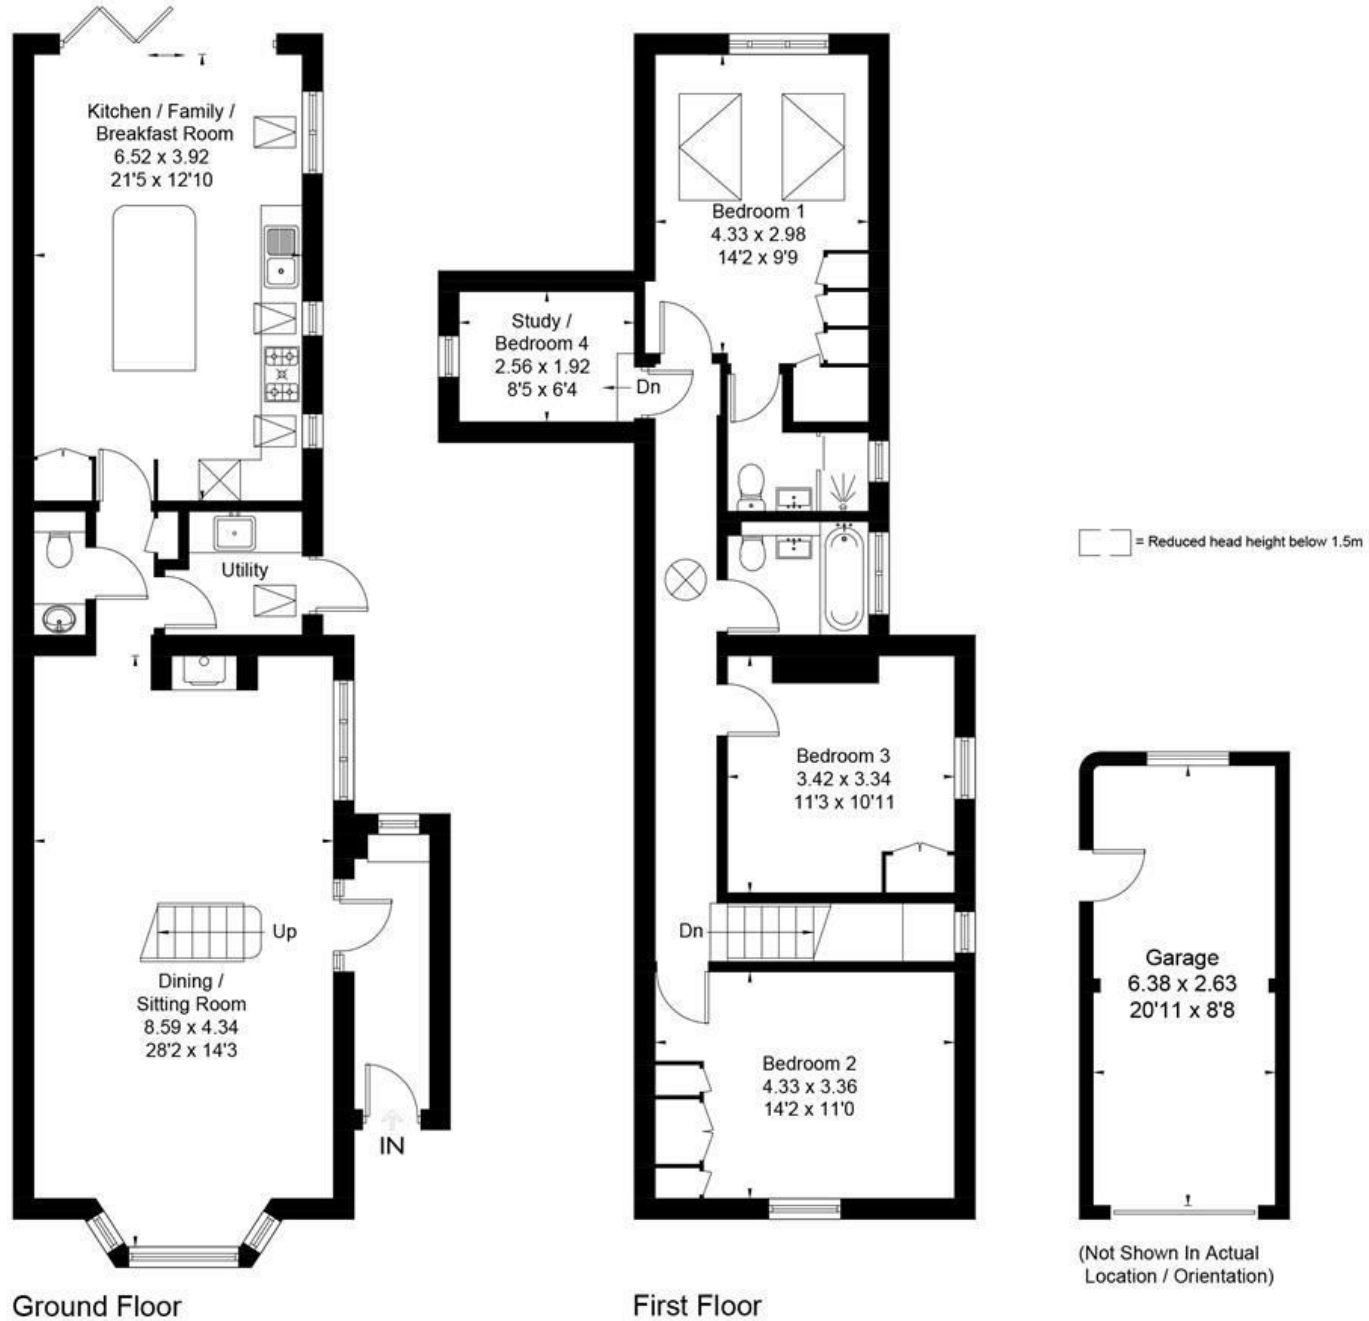 Kitchen / Family /
Breakfast Room
6.52 x 3.92
21'5 x 12'10
Utility
Up
Dining /
Sitting Room
8.59 x 4.34
28'2 x 14'3
IN
Ground Floor
Bedroom 1
4.33 x 2.98
14'2 x 9'9
Study /
Bedroom 4
2.56 x 1.92
8'5 x 6'4
Dn
Bedroom 3
3.42 x 3.34
11'3 x 10'11
Dn
Bedroom 2
4.33 x 3.36
14'2 x 11'0
First Floor
= Reduced head height below 1.5m
Garage
6.38 x 2.63
20'11 x 8'8
(Not Shown In Actual
Location / Orientation)